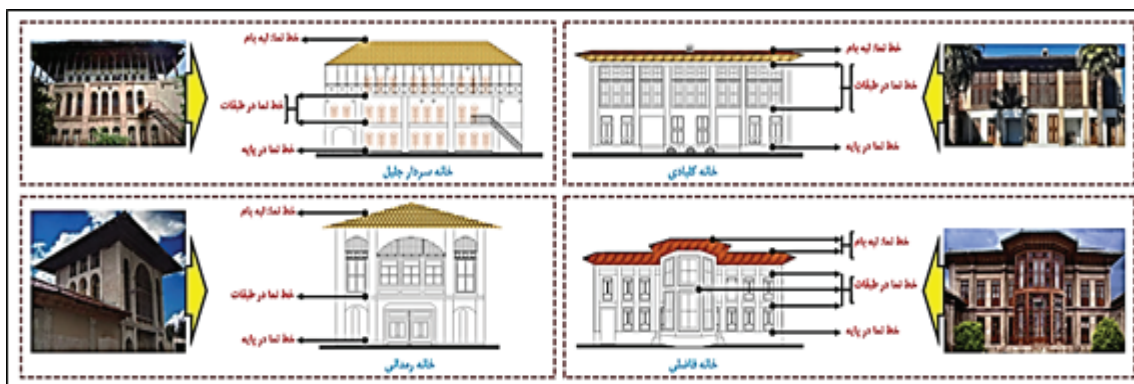 خط نما: لبه بام
خط نما در طبقات
خط نما در پایه
خانه کلبادی
خط نما: لبه بام
خط نما در طبقات
خط نما در پایه
خانه سردار جلیل
خط نما: لبه بام
خط نما در طبقات
خط نما در پایه
خانه فاضلی
خط نما: لبه بام
خط نما در طبقات
خط نما در پایه
خانه رمدانی